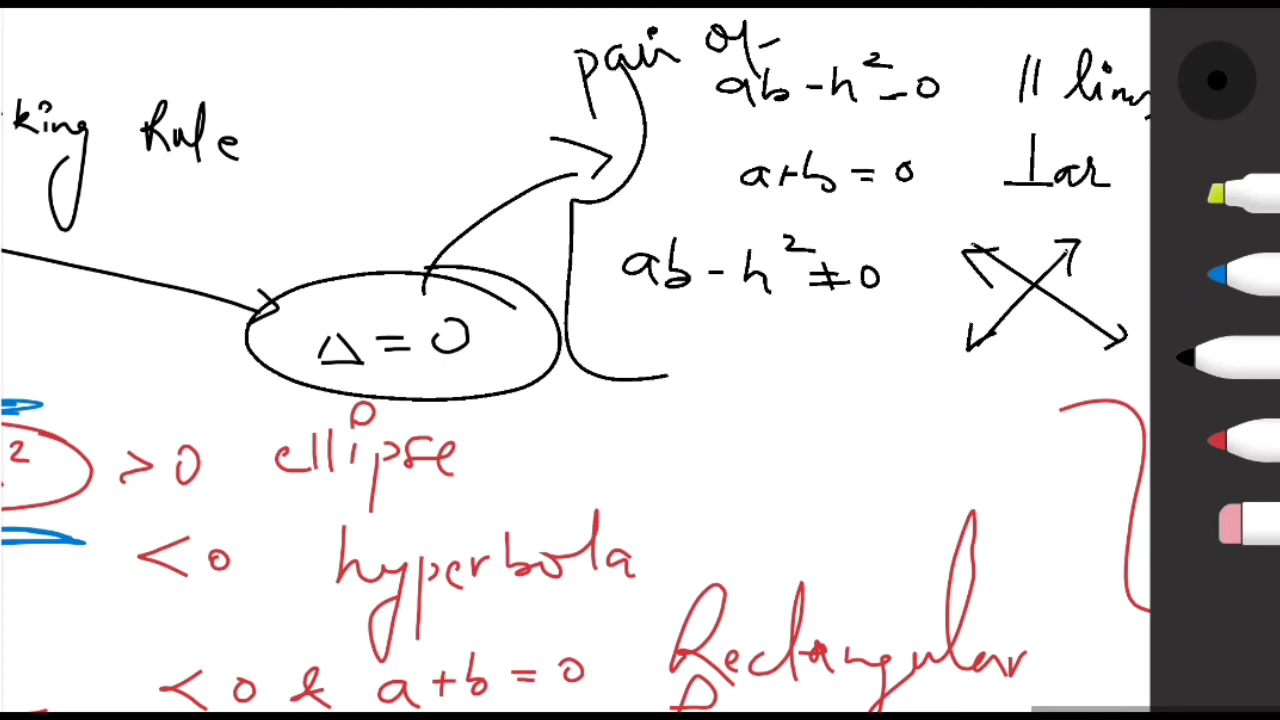 pair of
ab - h² = 0 || lines
king Rule
a+b = 0 ⊥ar
ab - h² ≠ 0
Δ = 0
² > 0 ellipse
< 0 hyperbola
< 0 & a+b = 0 Rectangular